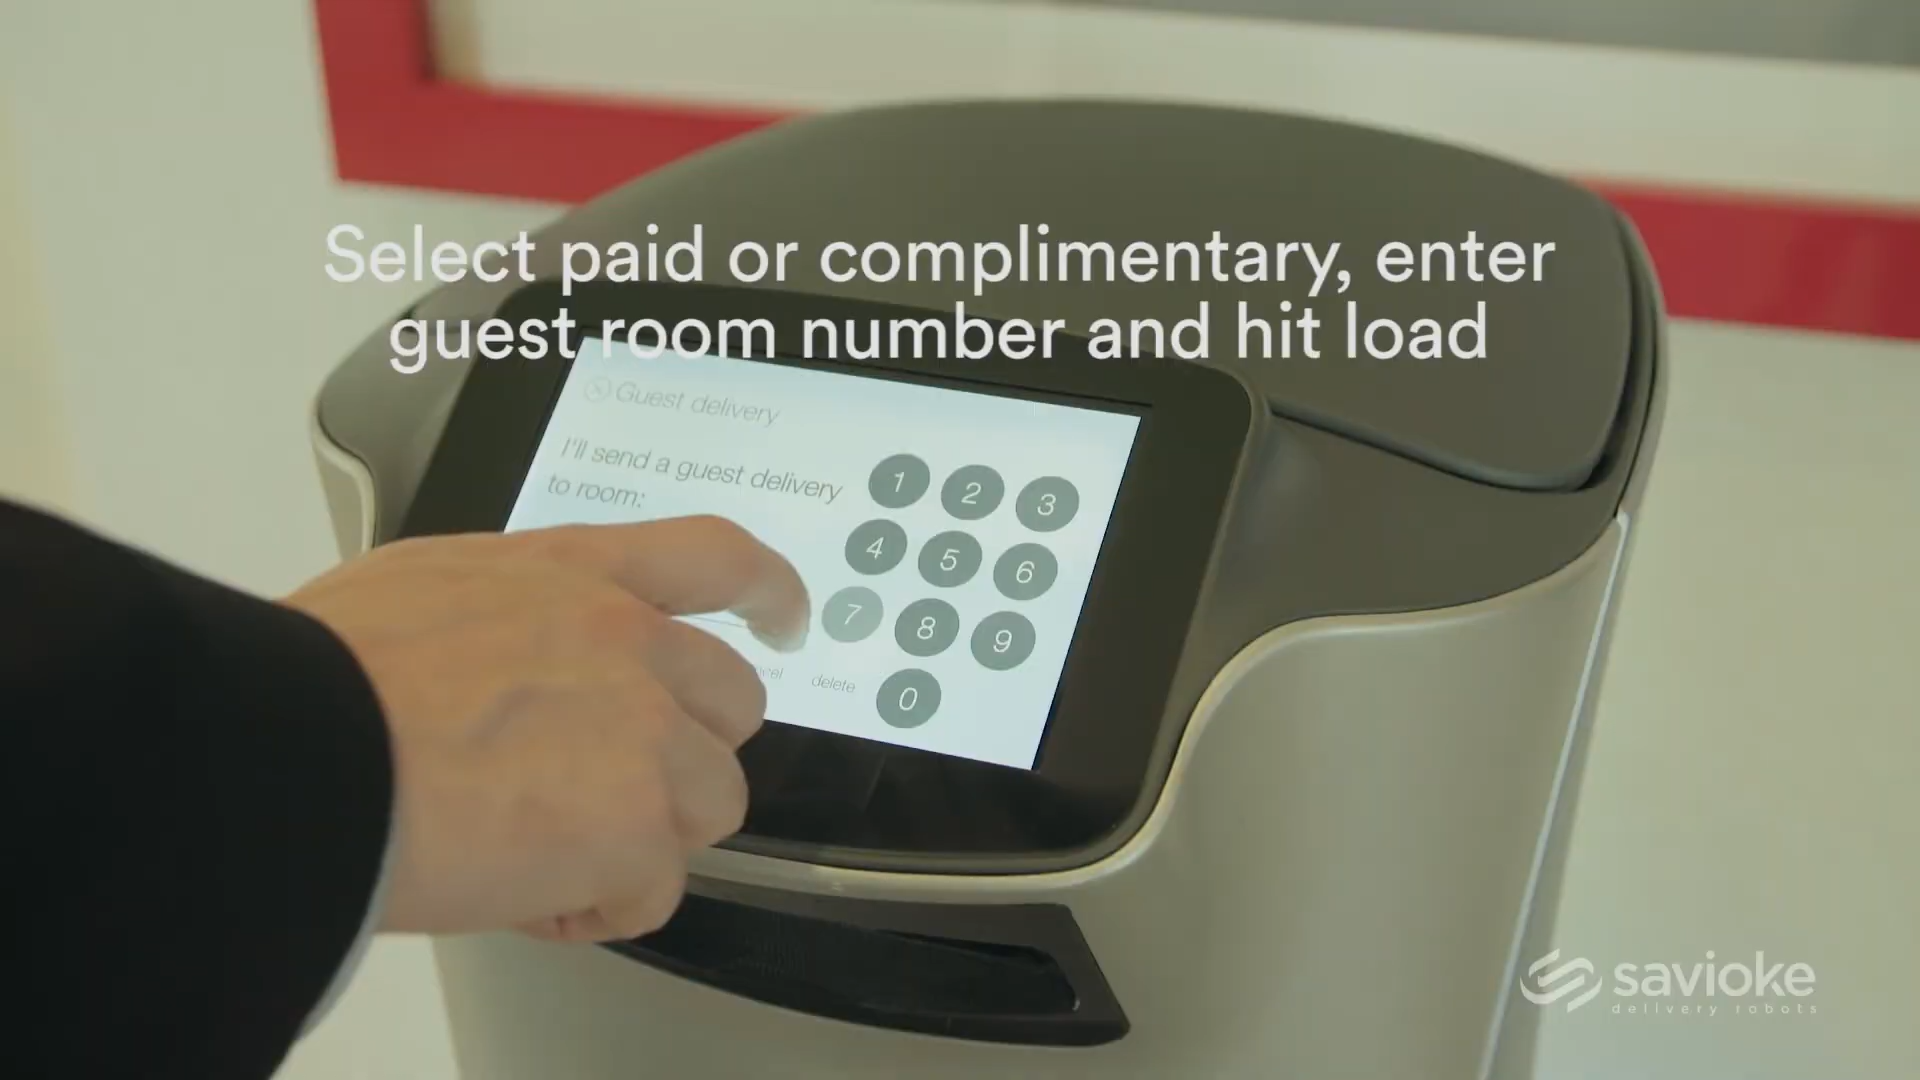 Select paid or complimentary, enter
guest room number and hit load
Guest delivery
I'll send a guest delivery
to room:
1 2 3
4 5 6
7 8 9
delete 0
savioke
delivery robots